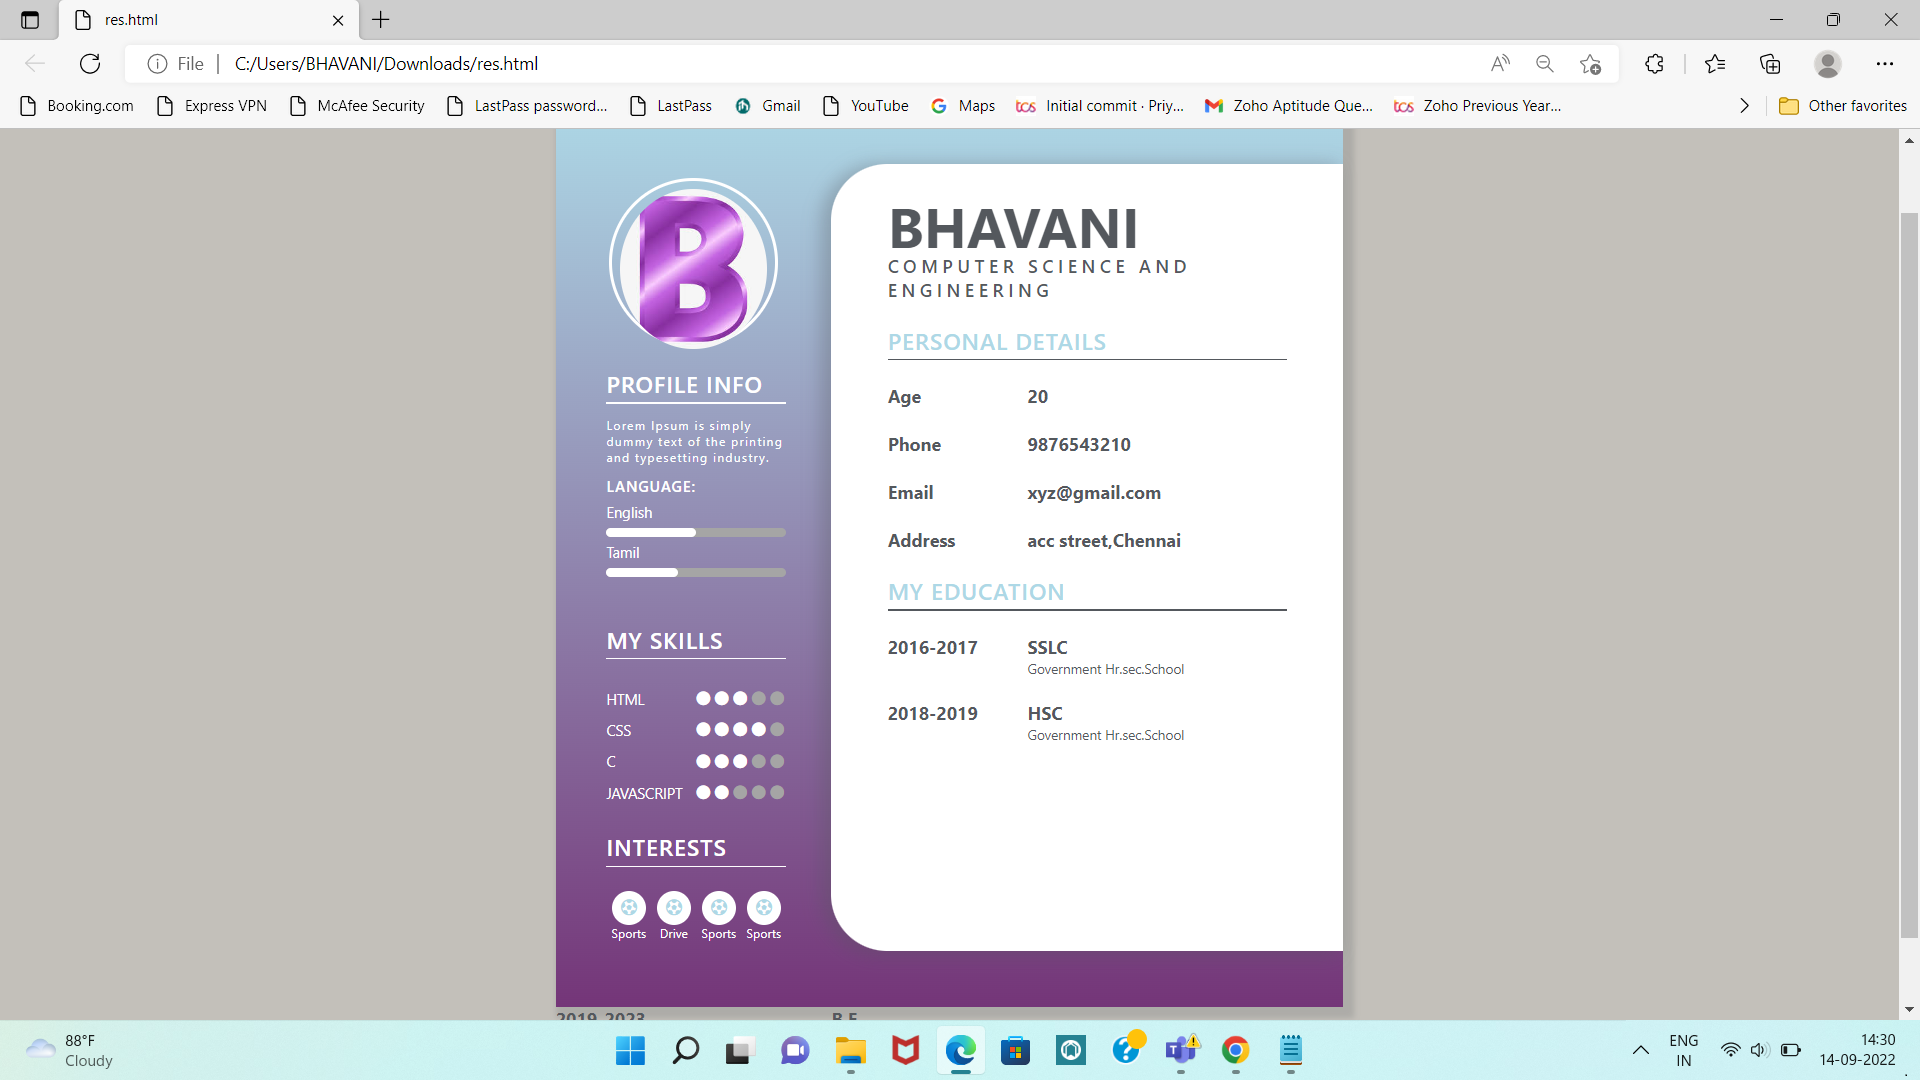 res.html
File
C:/Users/BHAVANI/Downloads/res.html
Booking.com
Express VPN
McAfee Security
LastPass password...
LastPass
Gmail
YouTube
Maps
Initial commit · Priy...
Zoho Aptitude Que...
Zoho Previous Year...
Other favorites
B
PROFILE INFO
Lorem Ipsum is simply
dummy text of the printing
and typesetting industry.
LANGUAGE:
English
Tamil
MY SKILLS
HTML
CSS
C
JAVASCRIPT
INTERESTS
Sports Drive Sports Sports
BHAVANI
COMPUTER SCIENCE AND
ENGINEERING
PERSONAL DETAILS
Age 20
Phone 9876543210
Email xyz@gmail.com
Address acc street,Chennai
MY EDUCATION
2016-2017 SSLC
Government Hr.sec.School
2018-2019 HSC
Government Hr.sec.School
2019-2023
88°F
Cloudy
ENG
IN
14:30
14-09-2022